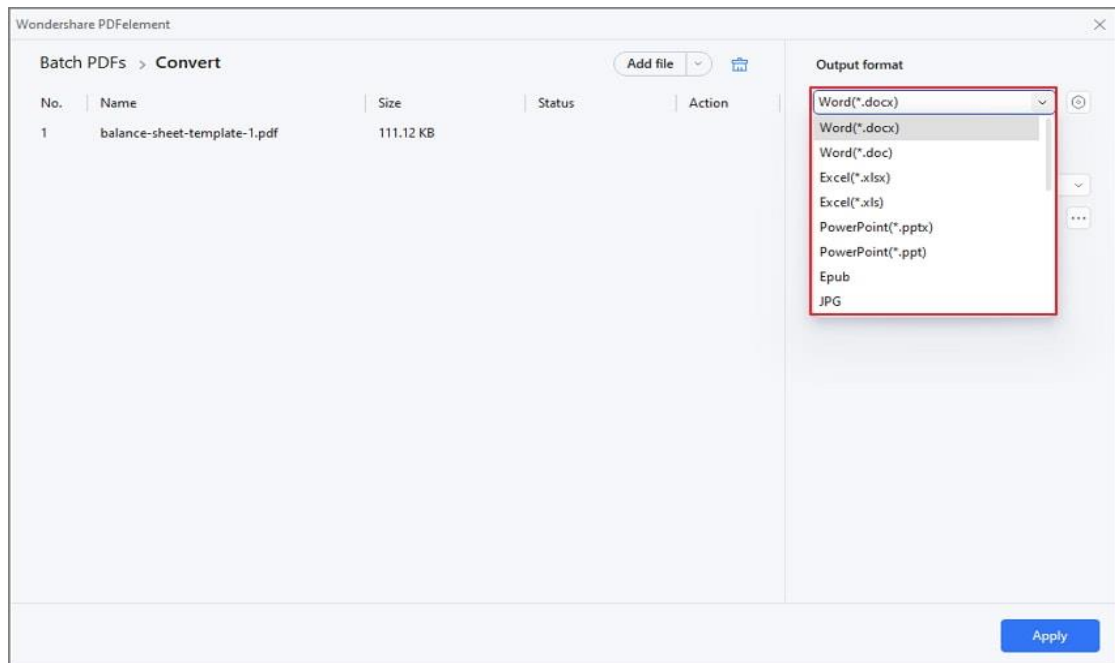 Wondershare PDFelement
Batch PDFs > Convert
Add file
No. Name Size Status Action
1 balance-sheet-template-1.pdf 111.12 KB
Output format
Word(*.docx)
Word(*.docx)
Word(*.doc)
Excel(*.xlsx)
Excel(*.xls)
PowerPoint(*.pptx)
PowerPoint(*.ppt)
Epub
JPG
Apply